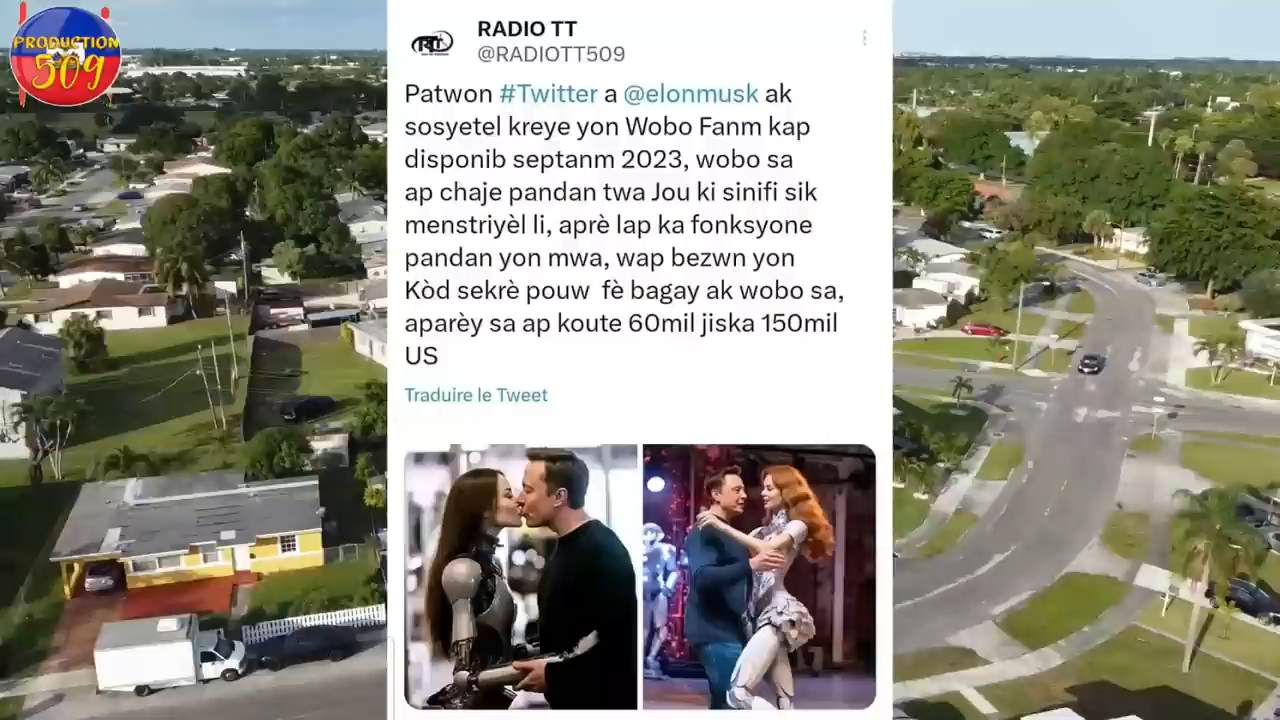 PRODUCTION
509
RADIO TT
@RADIOTT509
Patwon #Twitter a @elonmusk ak
sosyetel kreye yon Wobo Fanm kap
disponib septanm 2023, wobo sa
ap chaje pandan twa Jou ki sinifi sik
menstriyèl li, aprè lap ka fonksyone
pandan yon mwa, wap bezwn yon
Kòd sekrè pouw fè bagay ak wobo sa,
aparèy sa ap koute 60mil jiska 150mil
US
Traduire le Tweet